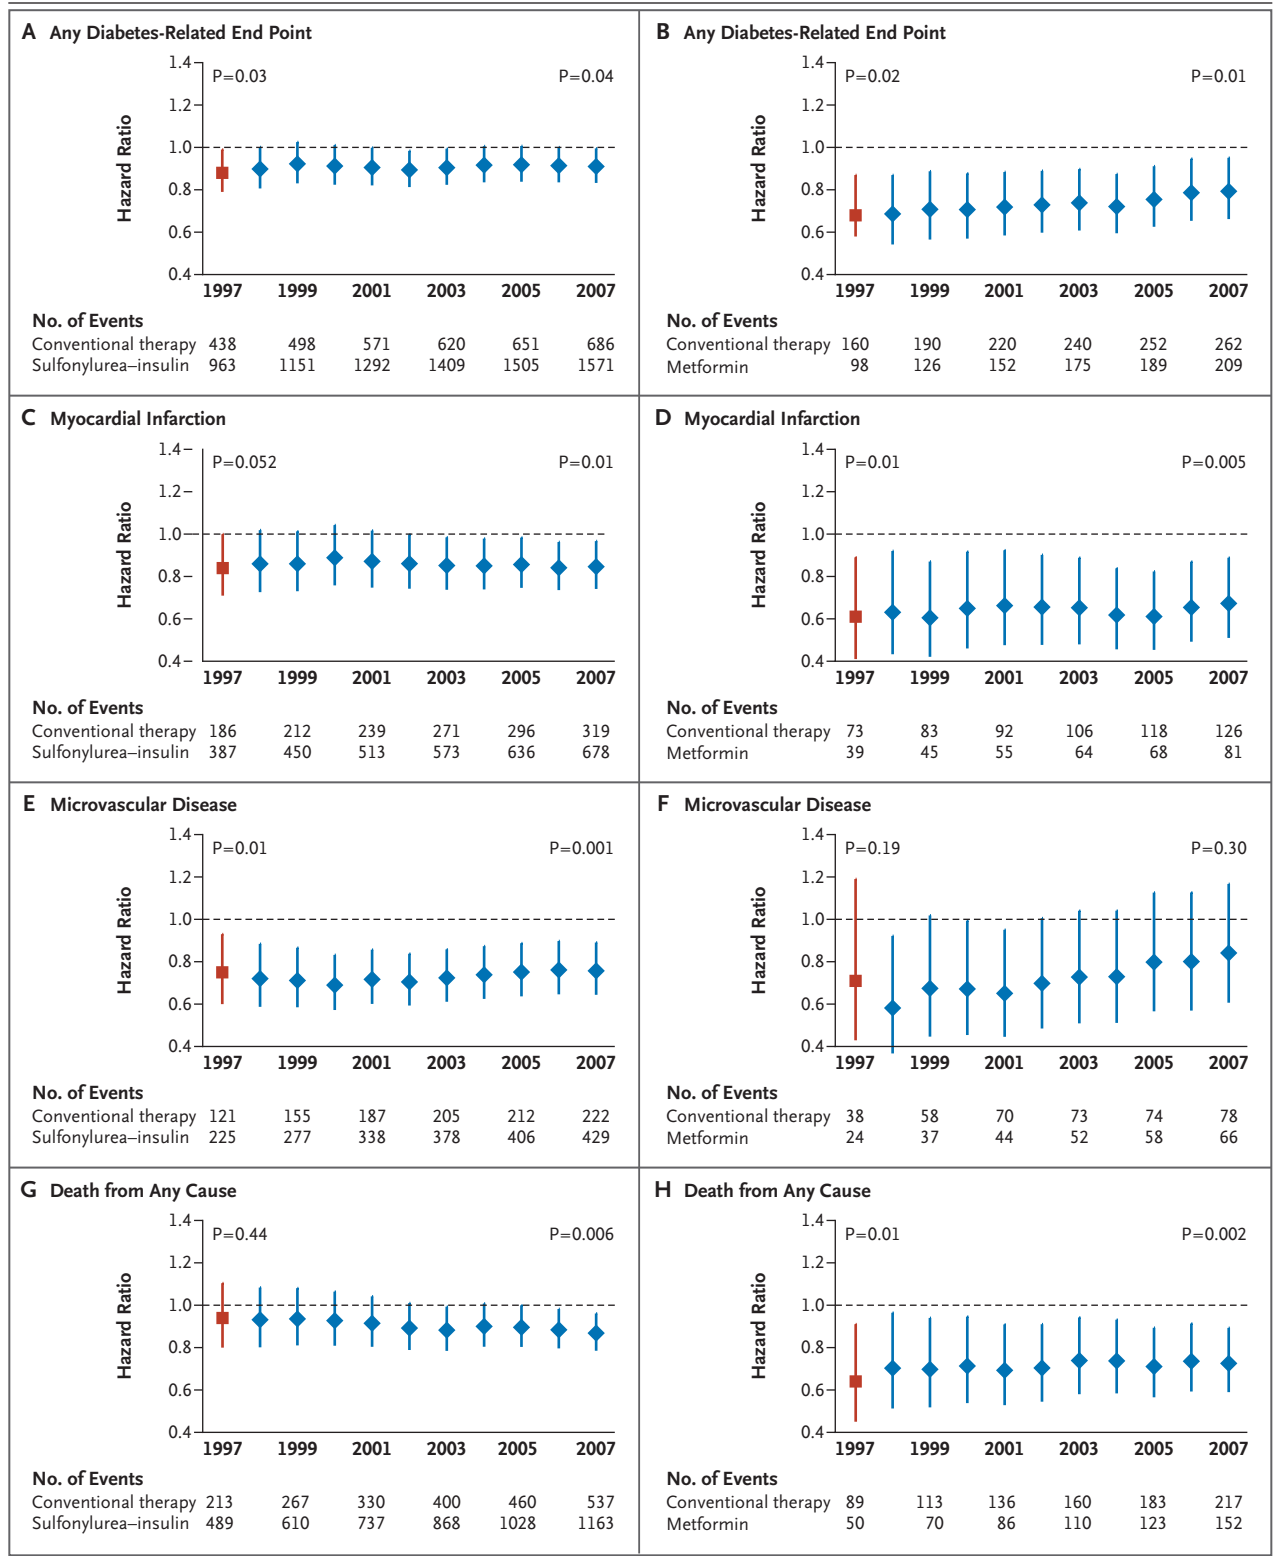 A Any Diabetes-Related End Point
1.4
P=0.03 P=0.04
1.2
1.0
0.8
0.6
0.4
Hazard Ratio
1997 1999 2001 2003 2005 2007
No. of Events
Conventional therapy 438 498 571 620 651 686
Sulfonylurea–insulin 963 1151 1292 1409 1505 1571
B Any Diabetes-Related End Point
1.4
P=0.02 P=0.01
1.2
1.0
0.8
0.6
0.4
Hazard Ratio
1997 1999 2001 2003 2005 2007
No. of Events
Conventional therapy 160 190 220 240 252 262
Metformin 98 126 152 175 189 209
C Myocardial Infarction
1.4
P=0.052 P=0.01
1.2
1.0
0.8
0.6
0.4
Hazard Ratio
1997 1999 2001 2003 2005 2007
No. of Events
Conventional therapy 186 212 239 271 296 319
Sulfonylurea–insulin 387 450 513 573 636 678
D Myocardial Infarction
1.4
P=0.01 P=0.005
1.2
1.0
0.8
0.6
0.4
Hazard Ratio
1997 1999 2001 2003 2005 2007
No. of Events
Conventional therapy 73 83 92 106 118 126
Metformin 39 45 55 64 68 81
E Microvascular Disease
1.4
P=0.01 P=0.001
1.2
1.0
0.8
0.6
0.4
Hazard Ratio
1997 1999 2001 2003 2005 2007
No. of Events
Conventional therapy 121 155 187 205 212 222
Sulfonylurea–insulin 225 277 338 378 406 429
F Microvascular Disease
1.4
P=0.19 P=0.30
1.2
1.0
0.8
0.6
0.4
Hazard Ratio
1997 1999 2001 2003 2005 2007
No. of Events
Conventional therapy 38 58 70 73 74 78
Metformin 24 37 44 52 58 66
G Death from Any Cause
1.4
P=0.44 P=0.006
1.2
1.0
0.8
0.6
0.4
Hazard Ratio
1997 1999 2001 2003 2005 2007
No. of Events
Conventional therapy 213 267 330 400 460 537
Sulfonylurea–insulin 489 610 737 868 1028 1163
H Death from Any Cause
1.4
P=0.01 P=0.002
1.2
1.0
0.8
0.6
0.4
Hazard Ratio
1997 1999 2001 2003 2005 2007
No. of Events
Conventional therapy 89 113 136 160 183 217
Metformin 50 70 86 110 123 152